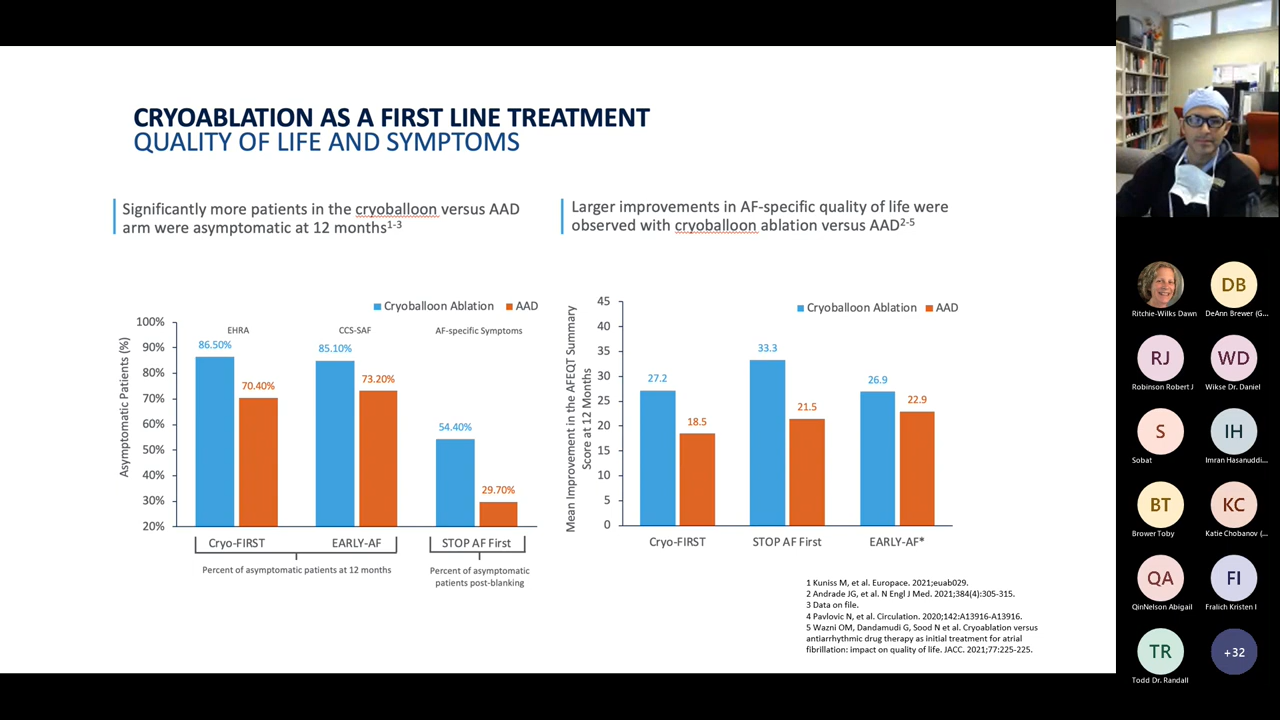 CRYOABLATION AS A FIRST LINE TREATMENT
QUALITY OF LIFE AND SYMPTOMS
Significantly more patients in the cryoballoon versus AAD
arm were asymptomatic at 12 months1-3
Cryoballoon Ablation
AAD
Asymptomatic Patients (%)
100%
90%
80%
70%
60%
50%
40%
30%
20%
EHRA
CCS-SAF
AF-specific Symptoms
86.50%
70.40%
85.10%
73.20%
54.40%
29.70%
Cryo-FIRST
EARLY-AF
STOP AF First
Percent of asymptomatic patients at 12 months
Percent of asymptomatic
patients post-blanking
Larger improvements in AF-specific quality of life were
observed with cryoballoon ablation versus AAD2-5
Cryoballoon Ablation
AAD
Mean Improvement in the AFEQT Summary
Score at 12 Months
45
40
35
30
25
20
15
10
5
0
27.2
18.5
33.3
21.5
26.9
22.9
Cryo-FIRST
STOP AF First
EARLY-AF*
1 Kuniss M, et al. Europace. 2021;euab029.
2 Andrade JG, et al. N Engl J Med. 2021;384(4):305-315.
3 Data on file.
4 Pavlovic N, et al. Circulation. 2020;142:A13916-A13916.
5 Wazni OM, Dandamudi G, Sood N et al. Cryoablation versus
antiarrhythmic drug therapy as initial treatment for atrial
fibrillation: impact on quality of life. JACC. 2021;77:225-225.
Ritchie-Wilks Dawn
DB
DeAnn Brewer (G...
RJ
Robinson Robert J
WD
Wikse Dr. Daniel
S
Sobat
IH
Imran Hasanuddi...
BT
Brower Toby
KC
Katie Chobanov (...
QA
QinNelson Abigail
FI
Fralich Kristen I
TR
Todd Dr. Randall
+32